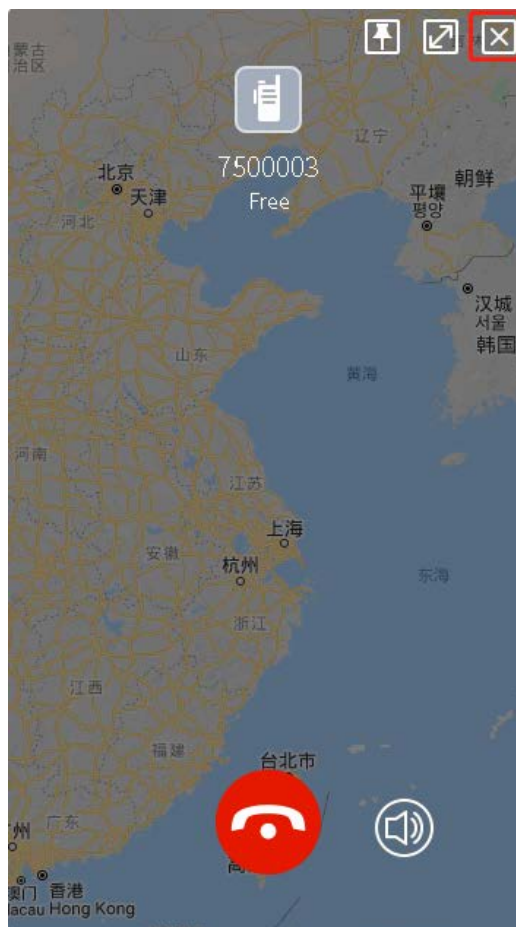 蒙古
治区
辽宁
7500003
Free
北京
天津
河北
朝鲜
平壤
평양
汉城
서울
韩国
山东
黄海
河南
江苏
上海
安徽
杭州
东海
浙江
江西
福建
台北市
广东
州
澳门
香港
acau Hong Kong